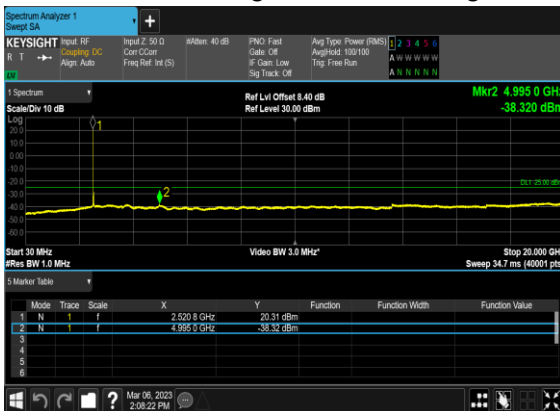 Spectrum Analyzer 1
Swept SA
KEYSIGHT Input: RF Input Z: 50 Ω #Atten: 40 dB PNO: Fast Avg Type: Power (RMS) 1 2 3 4 5 6
R T Coupling: DC Corr CCorr Gate: Off Avg|Hold: 100/100 A W W W W W
Align: Auto Freq Ref: Int (S) IF Gain: Low Trig: Free Run
LV Sig Track: Off A N N N N N
1 Spectrum Ref Lvl Offset 8.40 dB Mkr2 4.995 0 GHz
Scale/Div 10 dB Ref Level 30.00 dBm -38.320 dBm
Log
20.0 1
10.0
0.00
-10.0
-20.0 DL1 -25.00 dBm
-30.0 2
-40.0
-50.0
-60.0
Start 30 MHz Video BW 3.0 MHz* Stop 20.000 GHz
#Res BW 1.0 MHz Sweep 34.7 ms (40001 pts)
5 Marker Table
Mode Trace Scale X Y Function Function Width Function Value
1 N 1 f 2.520 8 GHz 20.31 dBm
2 N 1 f 4.995 0 GHz -38.32 dBm
3
4
5
6
? Mar 06, 2023
2:08:22 PM